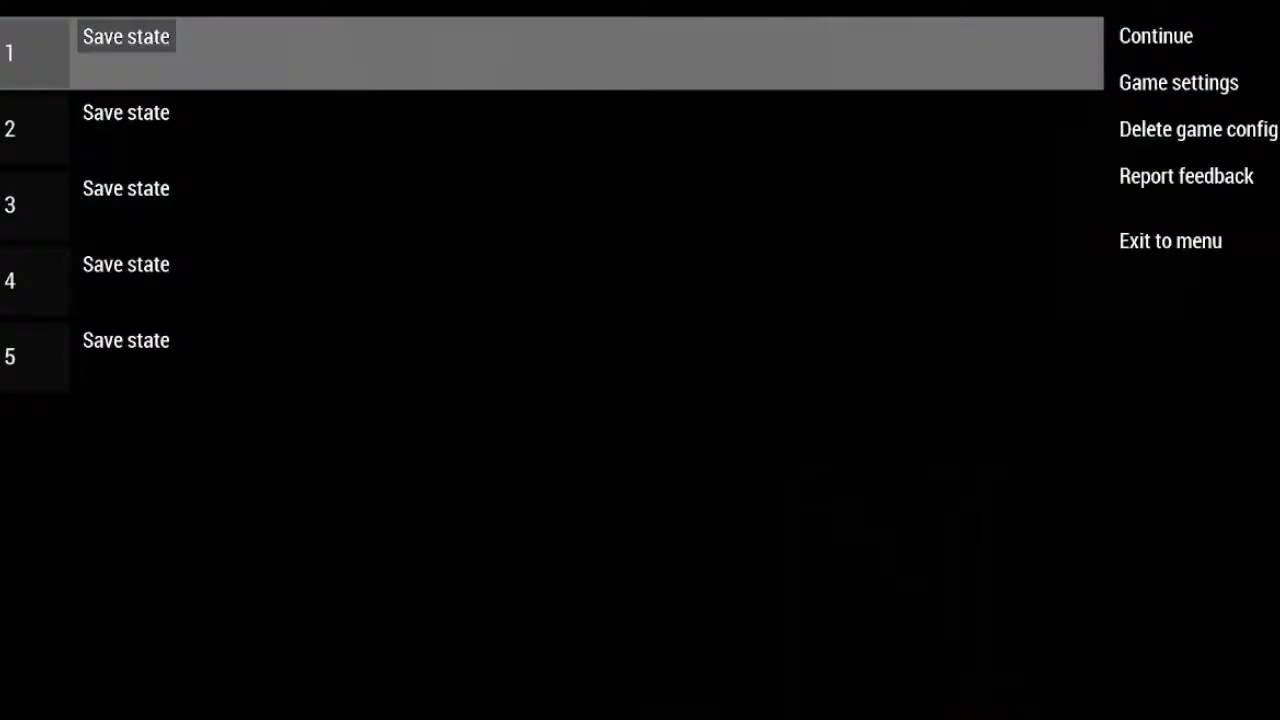 1
Save state
2
Save state
3
Save state
4
Save state
5
Save state
Continue
Game settings
Delete game config
Report feedback
Exit to menu